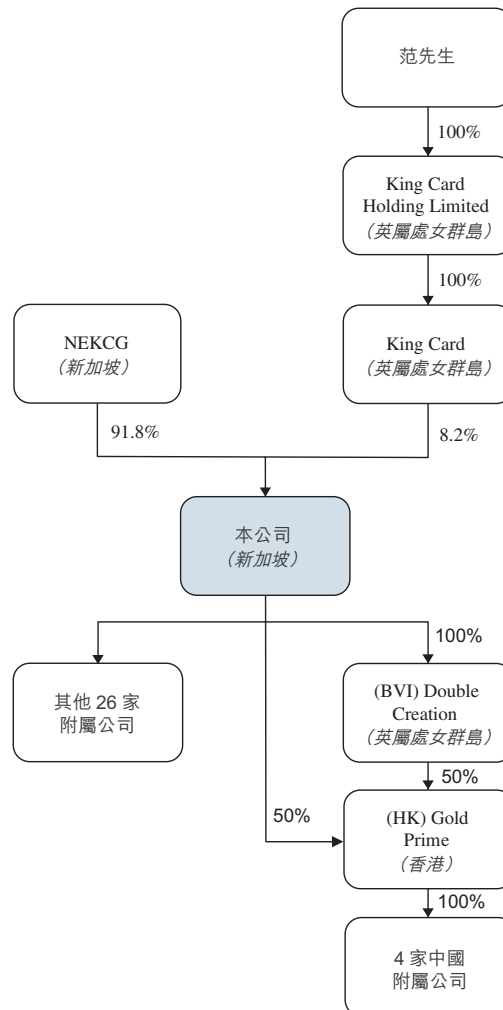 范先生
100%
King Card
Holding Limited
（英屬處女群島）
100%
NEKCG
（新加坡）
King Card
（英屬處女群島）
91.8%
8.2%
本公司
（新加坡）
100%
其他 26 家
附屬公司
(BVI) Double
Creation
（英屬處女群島）
50%
50%
(HK) Gold
Prime
（香港）
100%
4 家中國
附屬公司